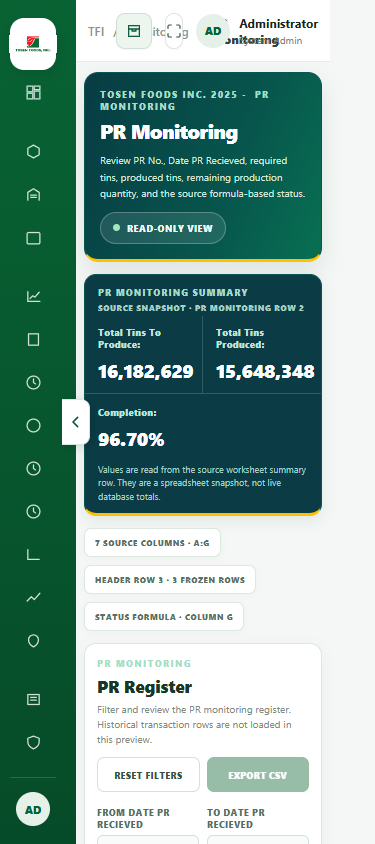 TOSEN FOODS, INC.
TFI /
AD
Administrator
TOSEN FOODS INC. 2025 - PR
MONITORING
PR Monitoring
Review PR No., Date PR Recieved, required
tins, produced tins, remaining production
quantity, and the source formula-based status.
READ-ONLY VIEW
PR MONITORING SUMMARY
SOURCE SNAPSHOT · PR MONITORING ROW 2
Total Tins To
Produce:
16,182,629
Total Tins
Produced:
15,648,348
Completion:
96.70%
Values are read from the source worksheet summary
row. They are a spreadsheet snapshot, not live
database totals.
7 SOURCE COLUMNS · A:G
HEADER ROW 3 · 3 FROZEN ROWS
STATUS FORMULA · COLUMN G
PR MONITORING
PR Register
Filter and review the PR monitoring register.
Historical transaction rows are not loaded in
this preview.
RESET FILTERS
EXPORT CSV
FROM DATE PR
RECIEVED
TO DATE PR
RECIEVED
AD